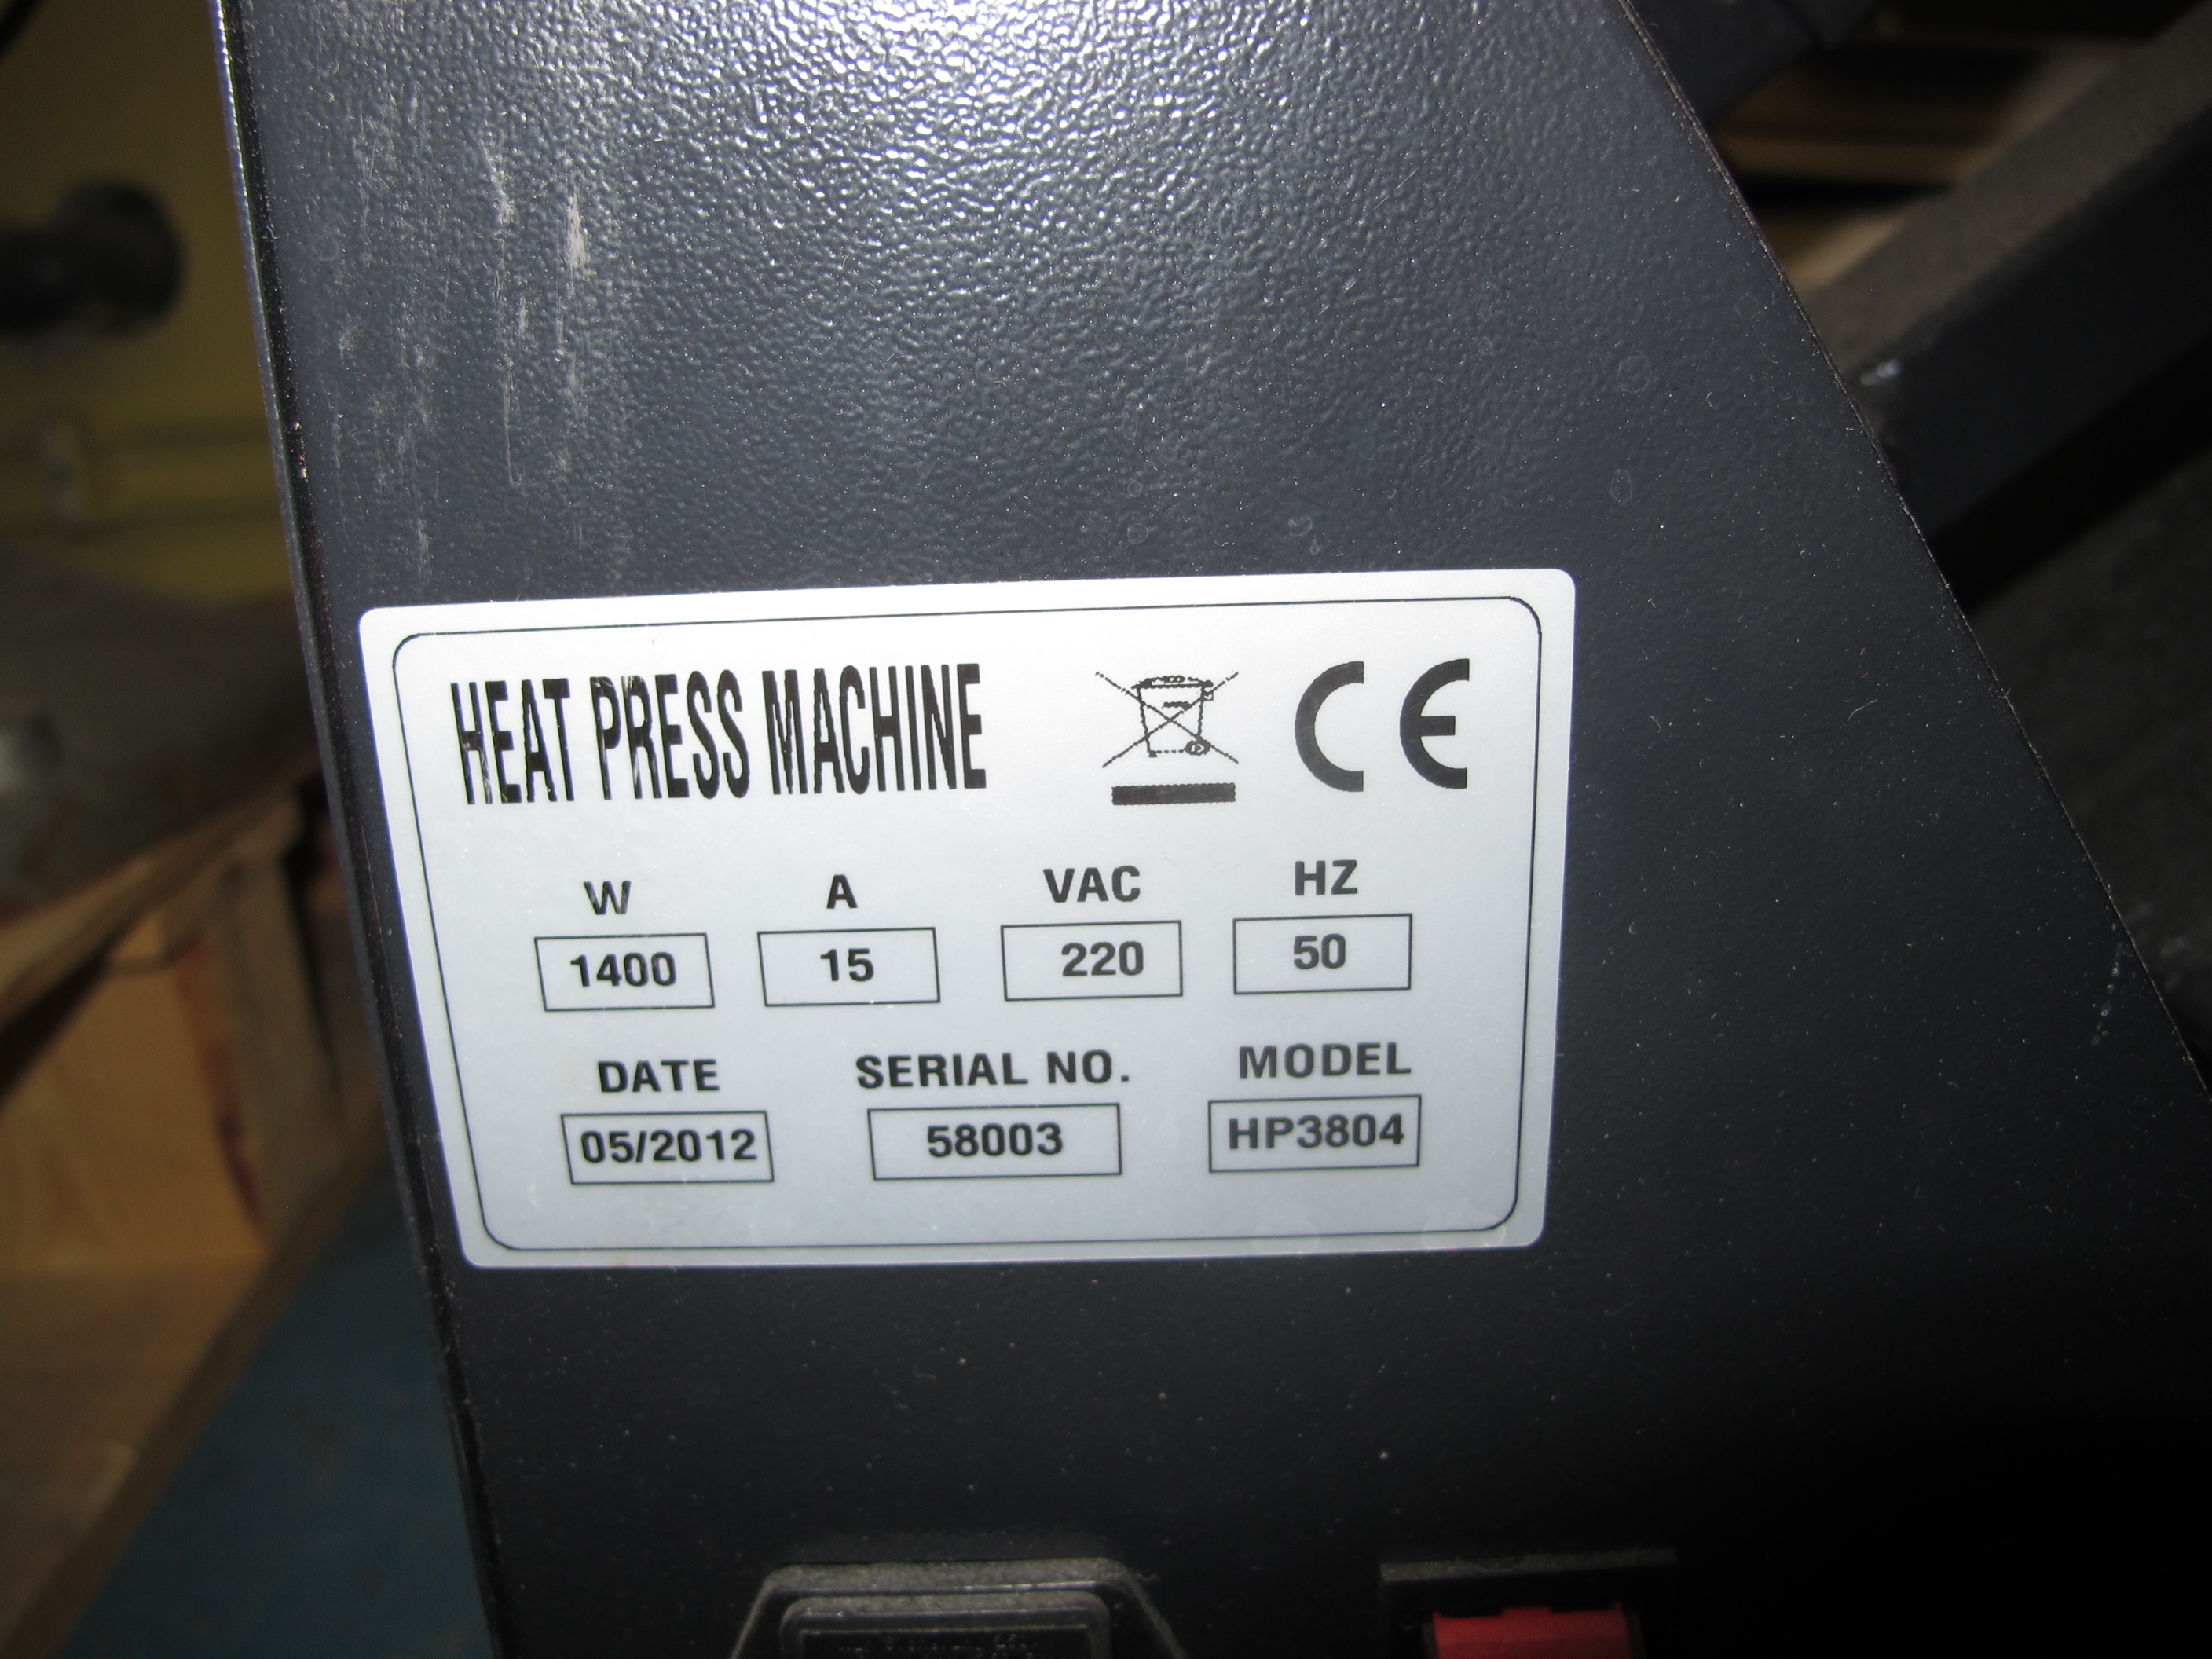 HEAT PRESS MACHINE CE
W A VAC HZ
1400 15 220 50
DATE SERIAL NO. MODEL
05/2012 58003 HP3804